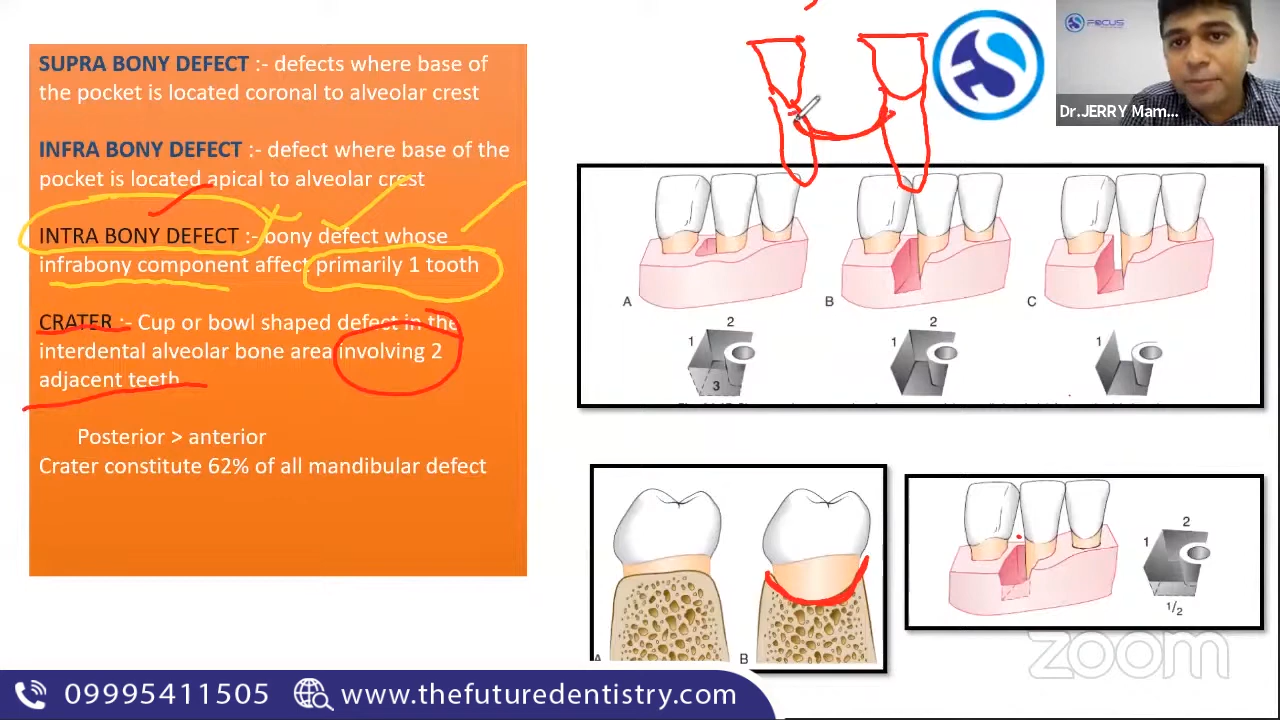 SUPRA BONY DEFECT :- defects where base of
the pocket is located coronal to alveolar crest
INFRA BONY DEFECT :- defect where base of the
pocket is located apical to alveolar crest
INTRA BONY DEFECT :- bony defect whose
infrabony component affect primarily 1 tooth
CRATER :- Cup or bowl shaped defect in the
interdental alveolar bone area involving 2
adjacent teeth
Posterior > anterior
Crater constitute 62% of all mandibular defect
FOCUS
Dr.JERRY Mam...
A
B
C
1
2
3
1
2
1
A
B
1
2
1/2
zoom
09995411505
www.thefuturedentistry.com